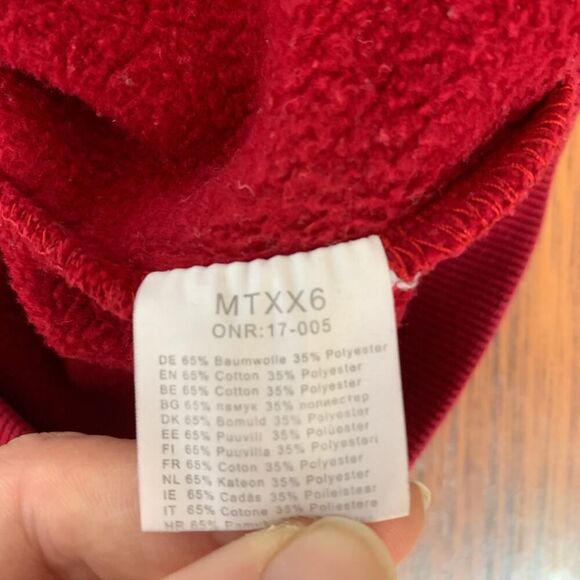 MTXX6
ONR:17-005
DE 65% Baumwolle 35% Polyester
EN 65% Cotton 35% Polyester
BE 65% Cotton 35% Polyester
BG 65% памук 35% полиестер
DK 65% Bomuld 35% Polyester
EE 65% Puuvill 35% Polüester
FI 65% Puuvilla 35% Polyesteri
FR 65% Coton 35% Polyester
NL 65% Katoen 35% Polyester
IE 65% Cadás 35% Poileistear
IT 65% Cotone 35% Poliestere
HR 65%